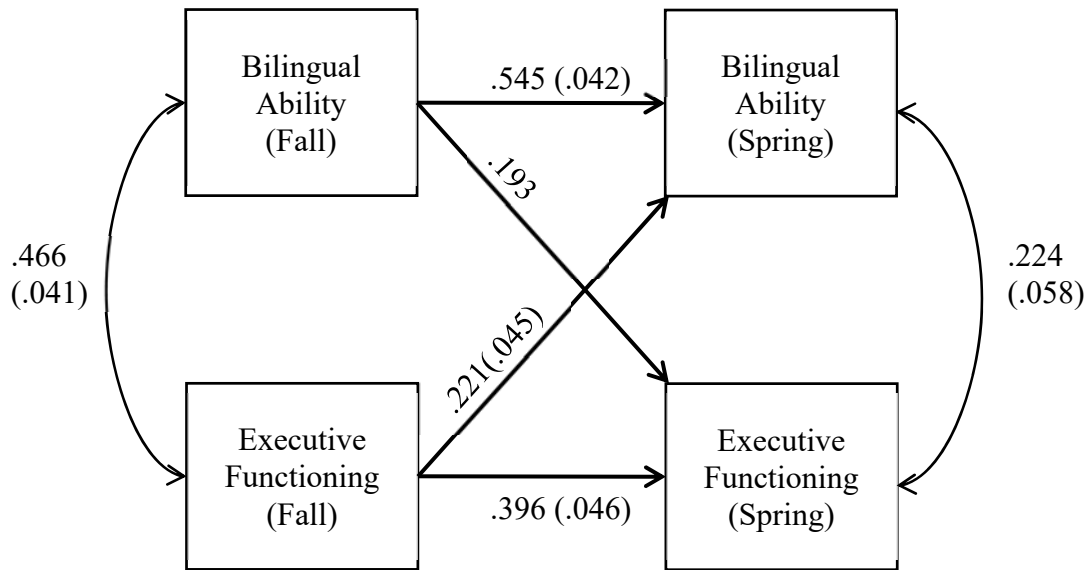 Bilingual
Ability
(Fall)
.545 (.042)
Bilingual
Ability
(Spring)
.193
.466
(.041)
.224
(.058)
.221(.045)
Executive
Functioning
(Fall)
.396 (.046)
Executive
Functioning
(Spring)